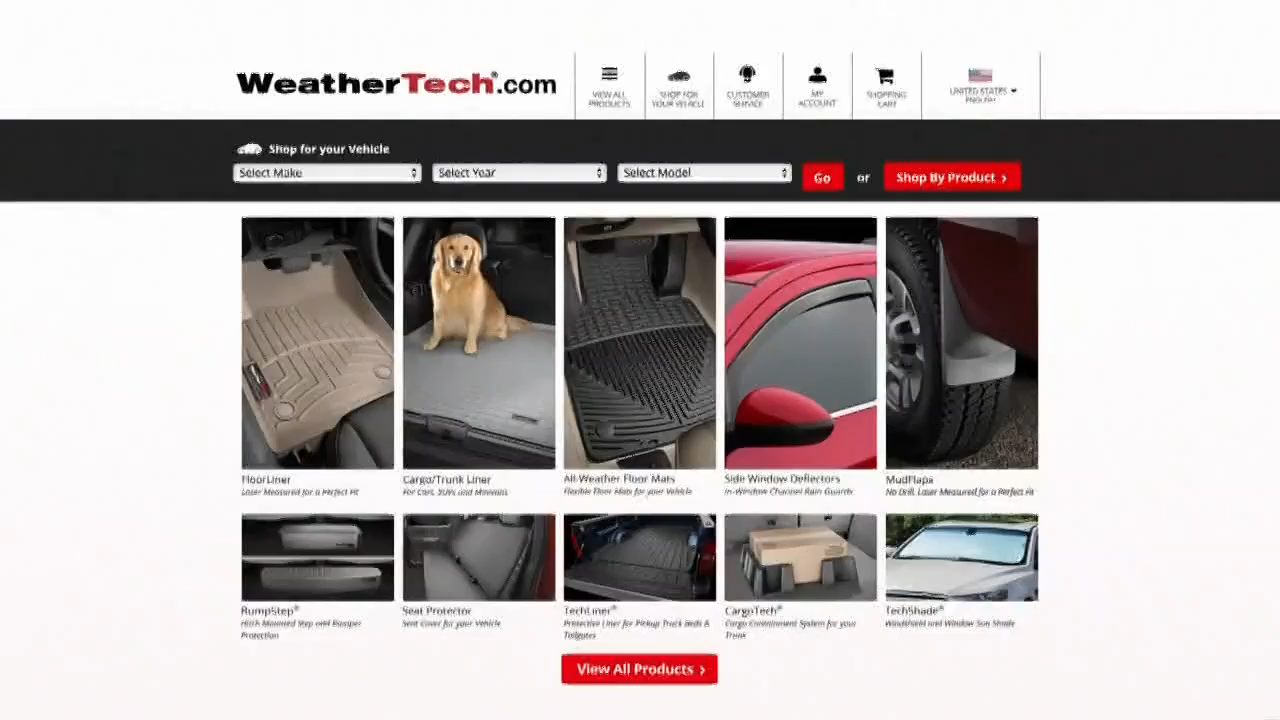 WeatherTech®.com
VIEW ALL
PRODUCTS
SHOP FOR
YOUR VEHICLE
CUSTOMER
SERVICE
MY
ACCOUNT
SHOPPING
CART
UNITED STATES
ENGLISH
Shop for your Vehicle
Select Make
Select Year
Select Model
Go
or
Shop By Product ›
FloorLiner
Laser Measured for a Perfect Fit
Cargo/Trunk Liner
For Cars, SUVs and Minivans
All-Weather Floor Mats
Flexible Floor Mats for your Vehicle
Side Window Deflectors
In-Window Channel Rain Guards
MudFlaps
No Drill, Laser Measured for a Perfect Fit
BumpStep®
Hitch Mounted Step and Bumper
Protection
Seat Protector
Seat Cover for your Vehicle
TechLiner®
Protective Liner for Pickup Truck Beds &
Tailgates
CargoTech®
Cargo Containment System for your
Trunk
TechShade®
Windshield and Window Sun Shade
View All Products ›